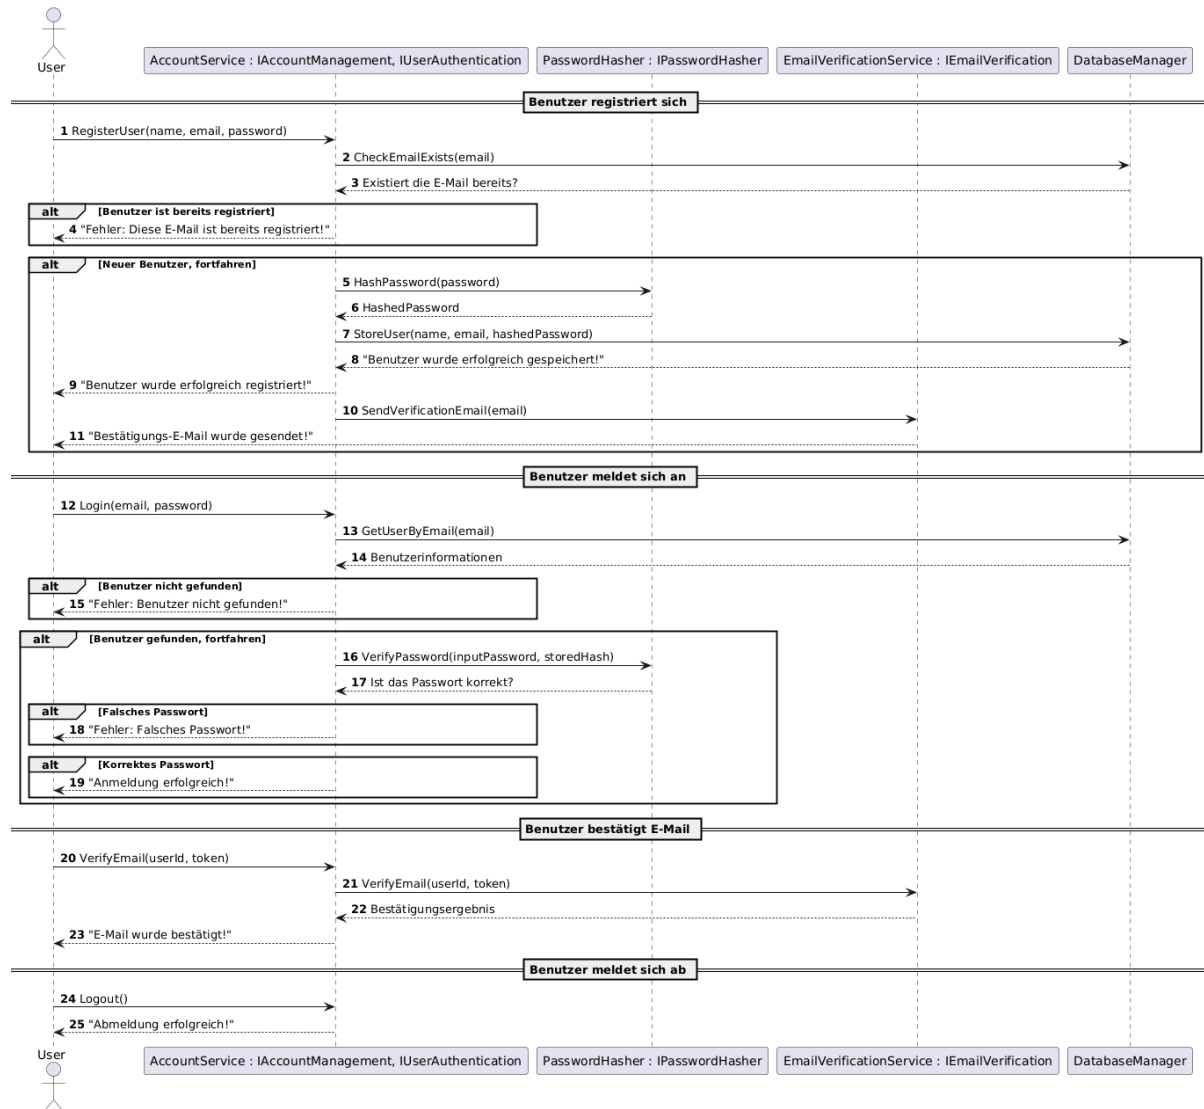 User
AccountService : IAccountManagement, IUserAuthentication
PasswordHasher : IPasswordHasher
EmailVerificationService : IEmailVerification
DatabaseManager
Benutzer registriert sich
1 RegisterUser(name, email, password)
2 CheckEmailExists(email)
3 Existiert die E-Mail bereits?
alt [Benutzer ist bereits registriert]
4 "Fehler: Diese E-Mail ist bereits registriert!"
alt [Neuer Benutzer, fortfahren]
5 HashPassword(password)
6 HashedPassword
7 StoreUser(name, email, hashedPassword)
8 "Benutzer wurde erfolgreich gespeichert!"
9 "Benutzer wurde erfolgreich registriert!"
10 SendVerificationEmail(email)
11 "Bestätigungs-E-Mail wurde gesendet!"
Benutzer meldet sich an
12 Login(email, password)
13 GetUserByEmail(email)
14 Benutzerinformationen
alt [Benutzer nicht gefunden]
15 "Fehler: Benutzer nicht gefunden!"
alt [Benutzer gefunden, fortfahren]
16 VerifyPassword(inputPassword, storedHash)
17 Ist das Passwort korrekt?
alt [Falsches Passwort]
18 "Fehler: Falsches Passwort!"
alt [Korrektes Passwort]
19 "Anmeldung erfolgreich!"
Benutzer bestätigt E-Mail
20 VerifyEmail(userId, token)
21 VerifyEmail(userId, token)
22 Bestätigungsergebnis
23 "E-Mail wurde bestätigt!"
Benutzer meldet sich ab
24 Logout()
25 "Abmeldung erfolgreich!"
User
AccountService : IAccountManagement, IUserAuthentication
PasswordHasher : IPasswordHasher
EmailVerificationService : IEmailVerification
DatabaseManager